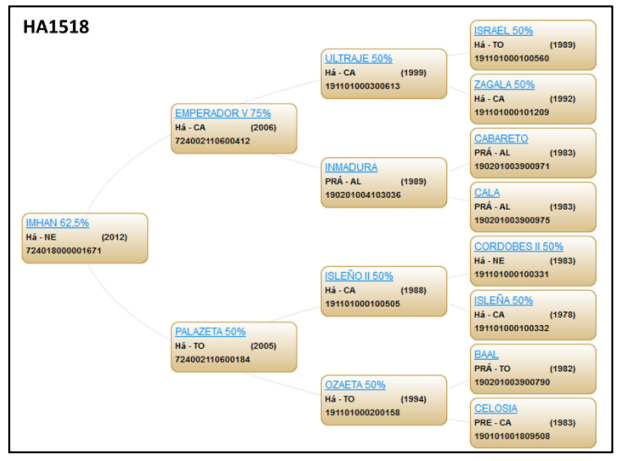 HA1518
ISRAEL 50%
Há - TO (1989)
191101000100560
ULTRAJE 50%
Há - CA (1999)
191101000300613
ZAGALA 50%
Há - CA (1992)
191101000101209
EMPERADOR V 75%
Há - CA (2006)
724002110600412
CABARETO
PRÁ - AL (1983)
190201003900971
INMADURA
PRÁ - AL (1989)
190201004103036
CALA
PRÁ - AL (1983)
190201003900975
IMHAN 62,5%
Há - NE (2012)
724018000001671
CORDOBES II 50%
Há - NE (1983)
191101000100331
ISLEÑO II 50%
Há - CA (1988)
191101000100505
ISLEÑA 50%
Há - CA (1978)
191101000100332
PALAZETA 50%
Há - TO (2005)
724002110600184
BAAL
PRÁ - TO (1982)
190201003900790
OZAETA 50%
Há - TO (1994)
191101000200158
CELOSIA
PRE - CA (1983)
190101001809508